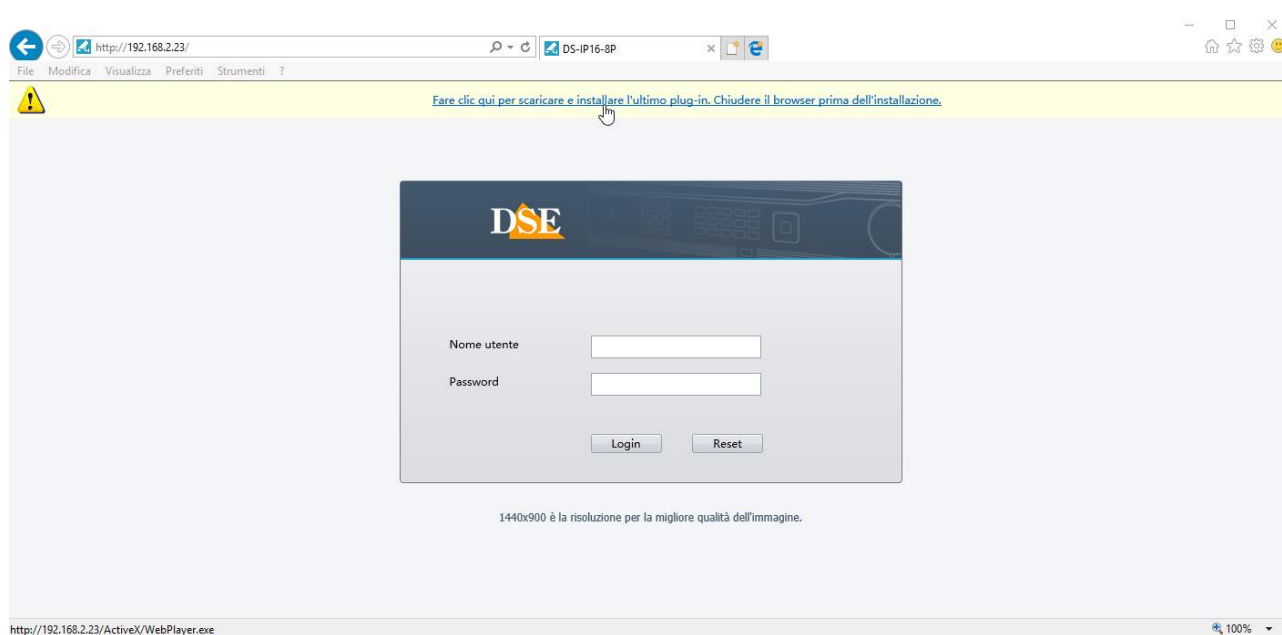 http://192.168.2.23/
DS-IP16-8P
File Modifica Visualizza Preferiti Strumenti ?
Fare clic qui per scaricare e installare l'ultimo plug-in. Chiudere il browser prima dell'installazione.
DSE
Nome utente
Password
Login Reset
1440x900 è la risoluzione per la migliore qualità dell'immagine.
http://192.168.2.23/ActiveX/WebPlayer.exe
100%